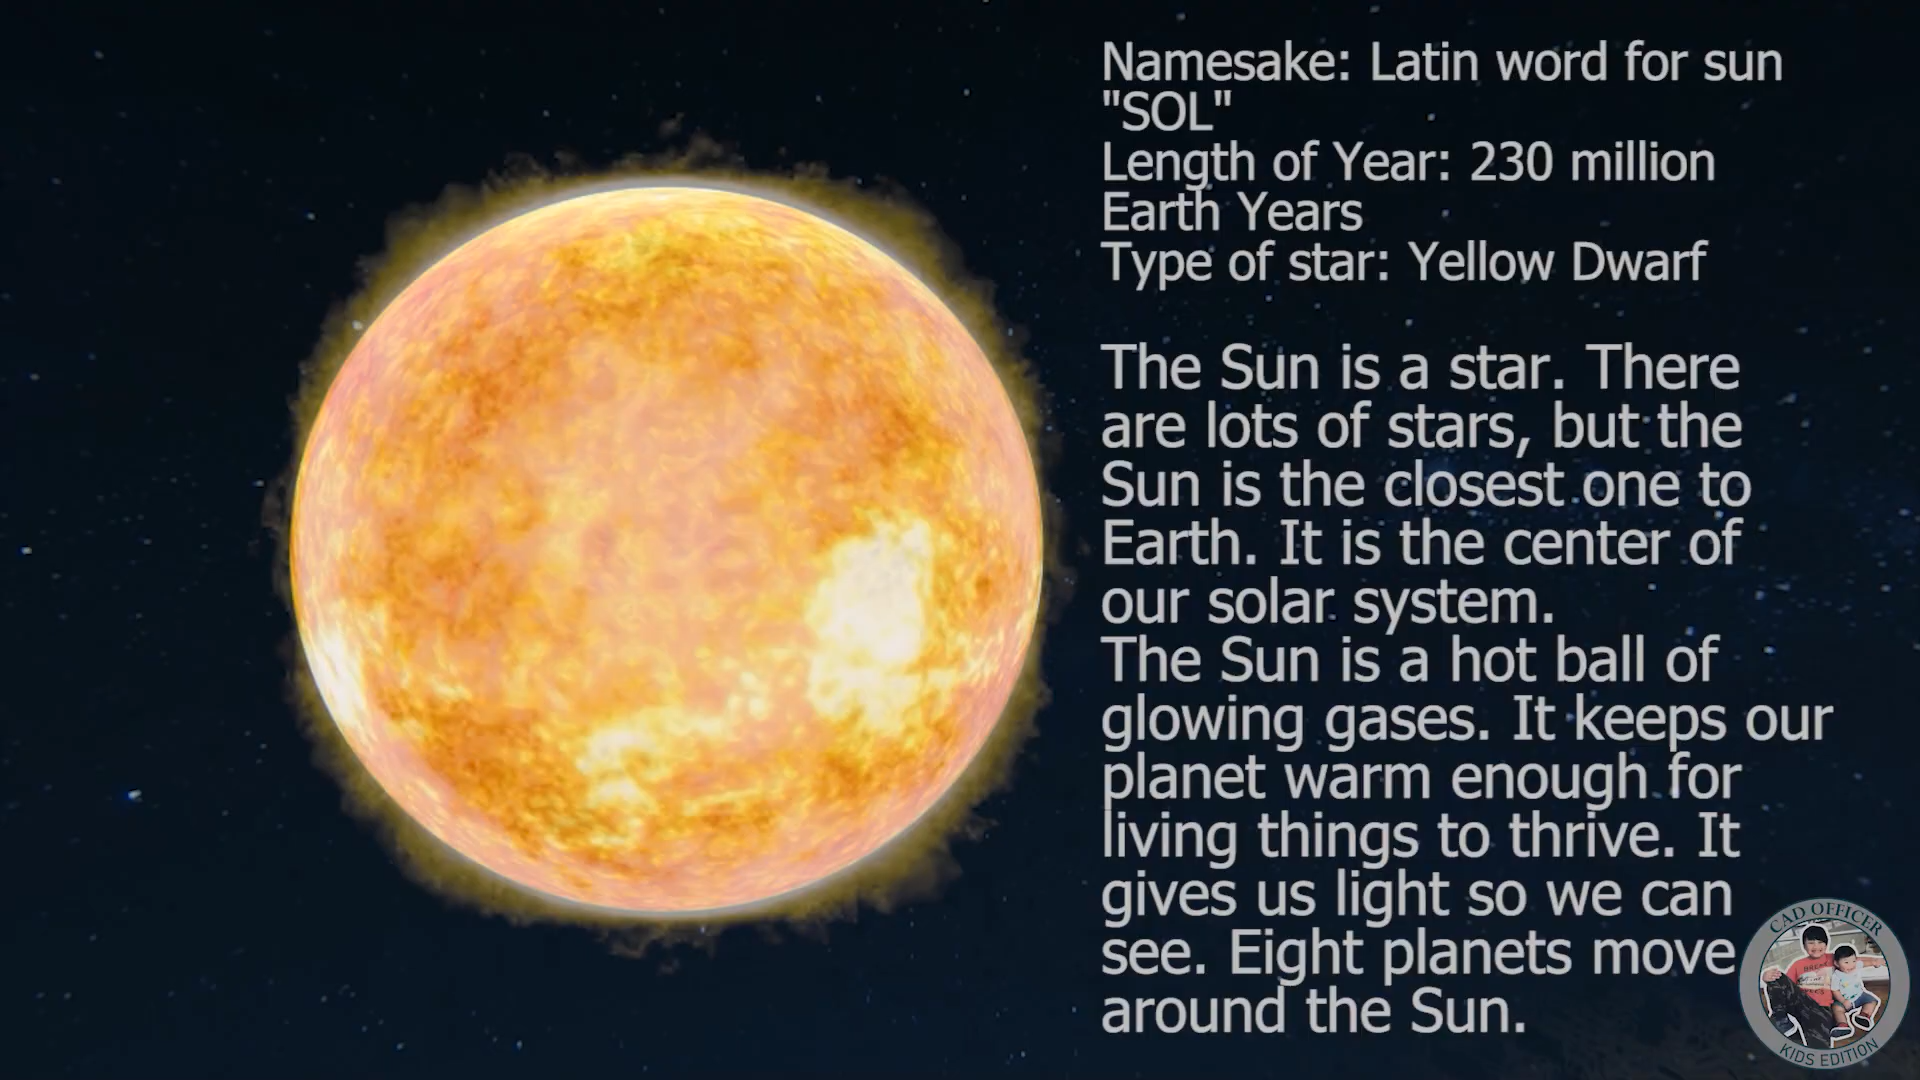 Namesake: Latin word for sun
"SOL"
Length of Year: 230 million
Earth Years
Type of star: Yellow Dwarf
The Sun is a star. There
are lots of stars, but the
Sun is the closest one to
Earth. It is the center of
our solar system.
The Sun is a hot ball of
glowing gases. It keeps our
planet warm enough for
living things to thrive. It
gives us light so we can
see. Eight planets move
around the Sun.
CAD OFFICER
KIDS EDITION